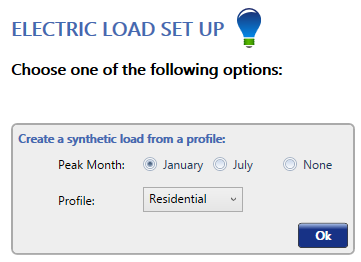 ELECTRIC LOAD SET UP
Choose one of the following options:
Create a synthetic load from a profile:
Peak Month: January July None
Profile: Residential
Ok